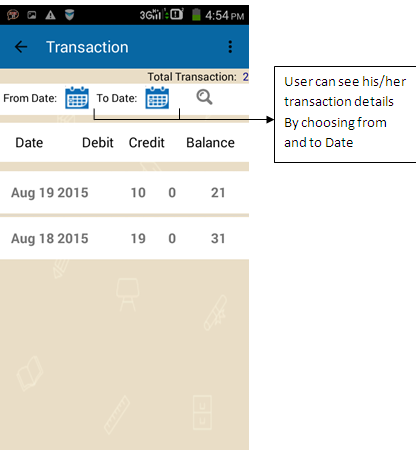 3G 4:54 PM
Transaction
Total Transaction: 2
From Date: To Date:
Date Debit Credit Balance
Aug 19 2015 10 0 21
Aug 18 2015 19 0 31
User can see his/her
transaction details
By choosing from
and to Date